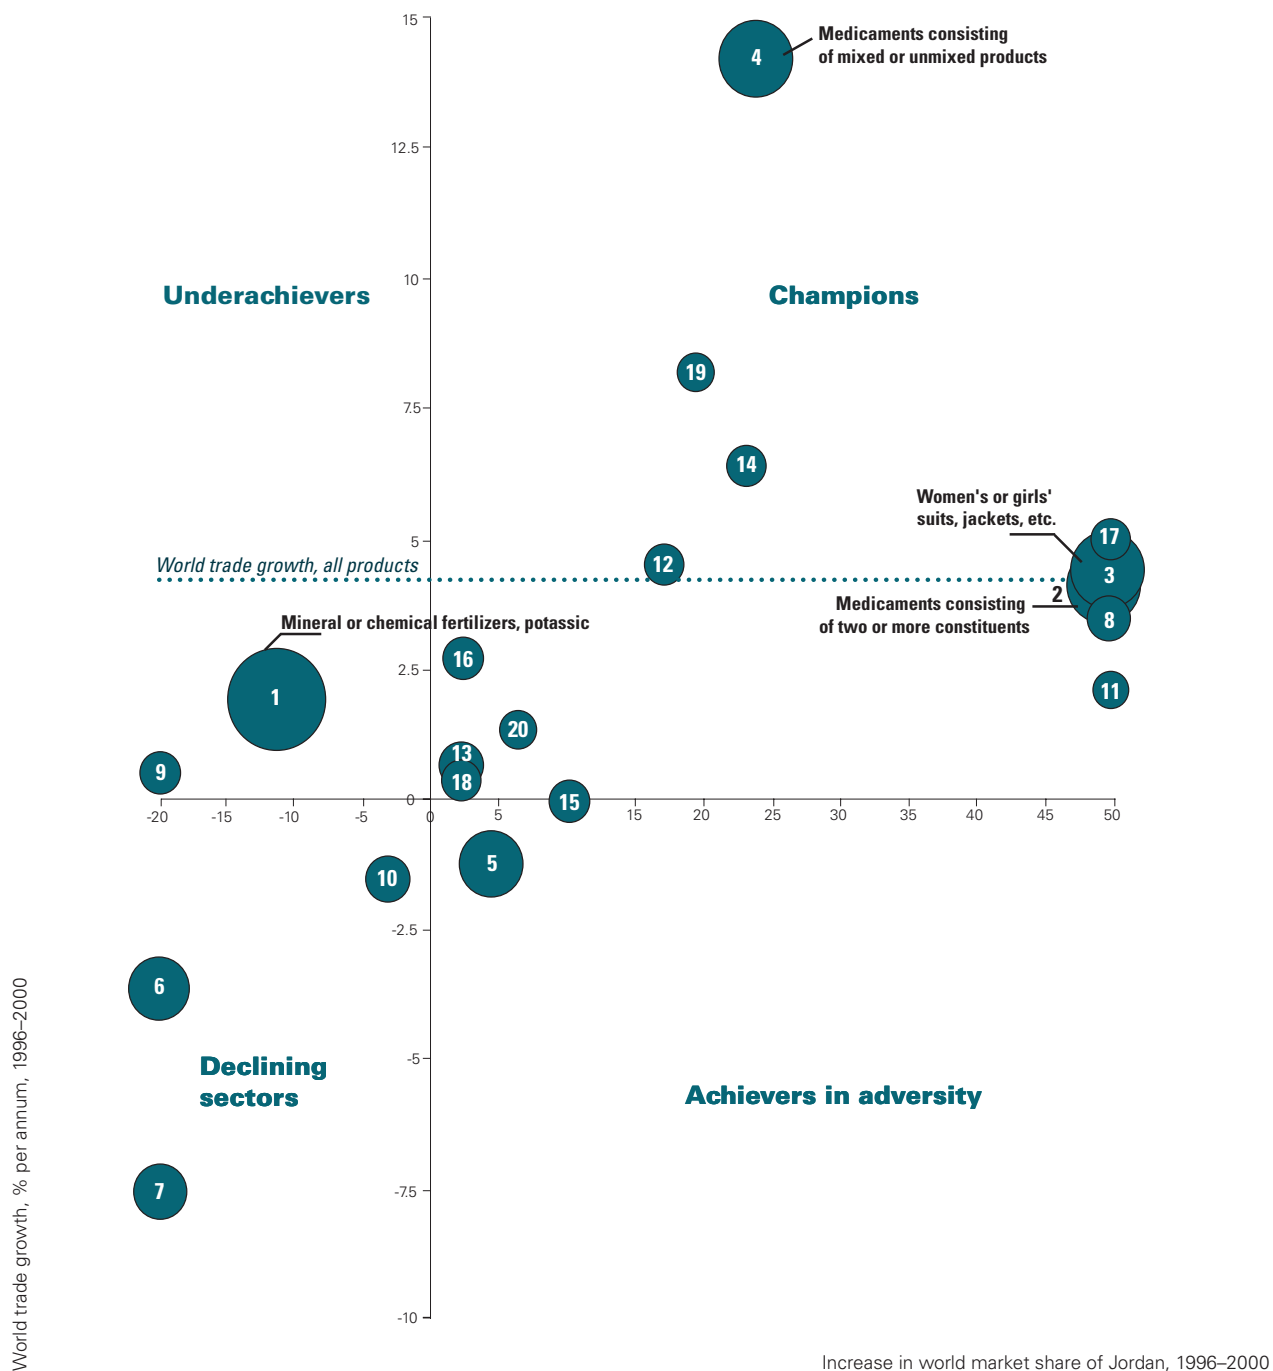 15
4
Medicaments consisting
of mixed or unmixed products
12.5
10
Underachievers
Champions
19
7.5
14
Women's or girls'
suits, jackets, etc.
17
5
World trade growth, all products
12
3
2
Medicaments consisting
of two or more constituents
8
Mineral or chemical fertilizers, potassic
16
2.5
1
11
20
13
9
18
0
15
-20 -15 -10 -5 0 5 15 20 25 30 35 40 45 50
5
10
-2.5
6
-5
Declining
sectors
Achievers in adversity
7
-7.5
-10
World trade growth, % per annum, 1996–2000
Increase in world market share of Jordan, 1996–2000